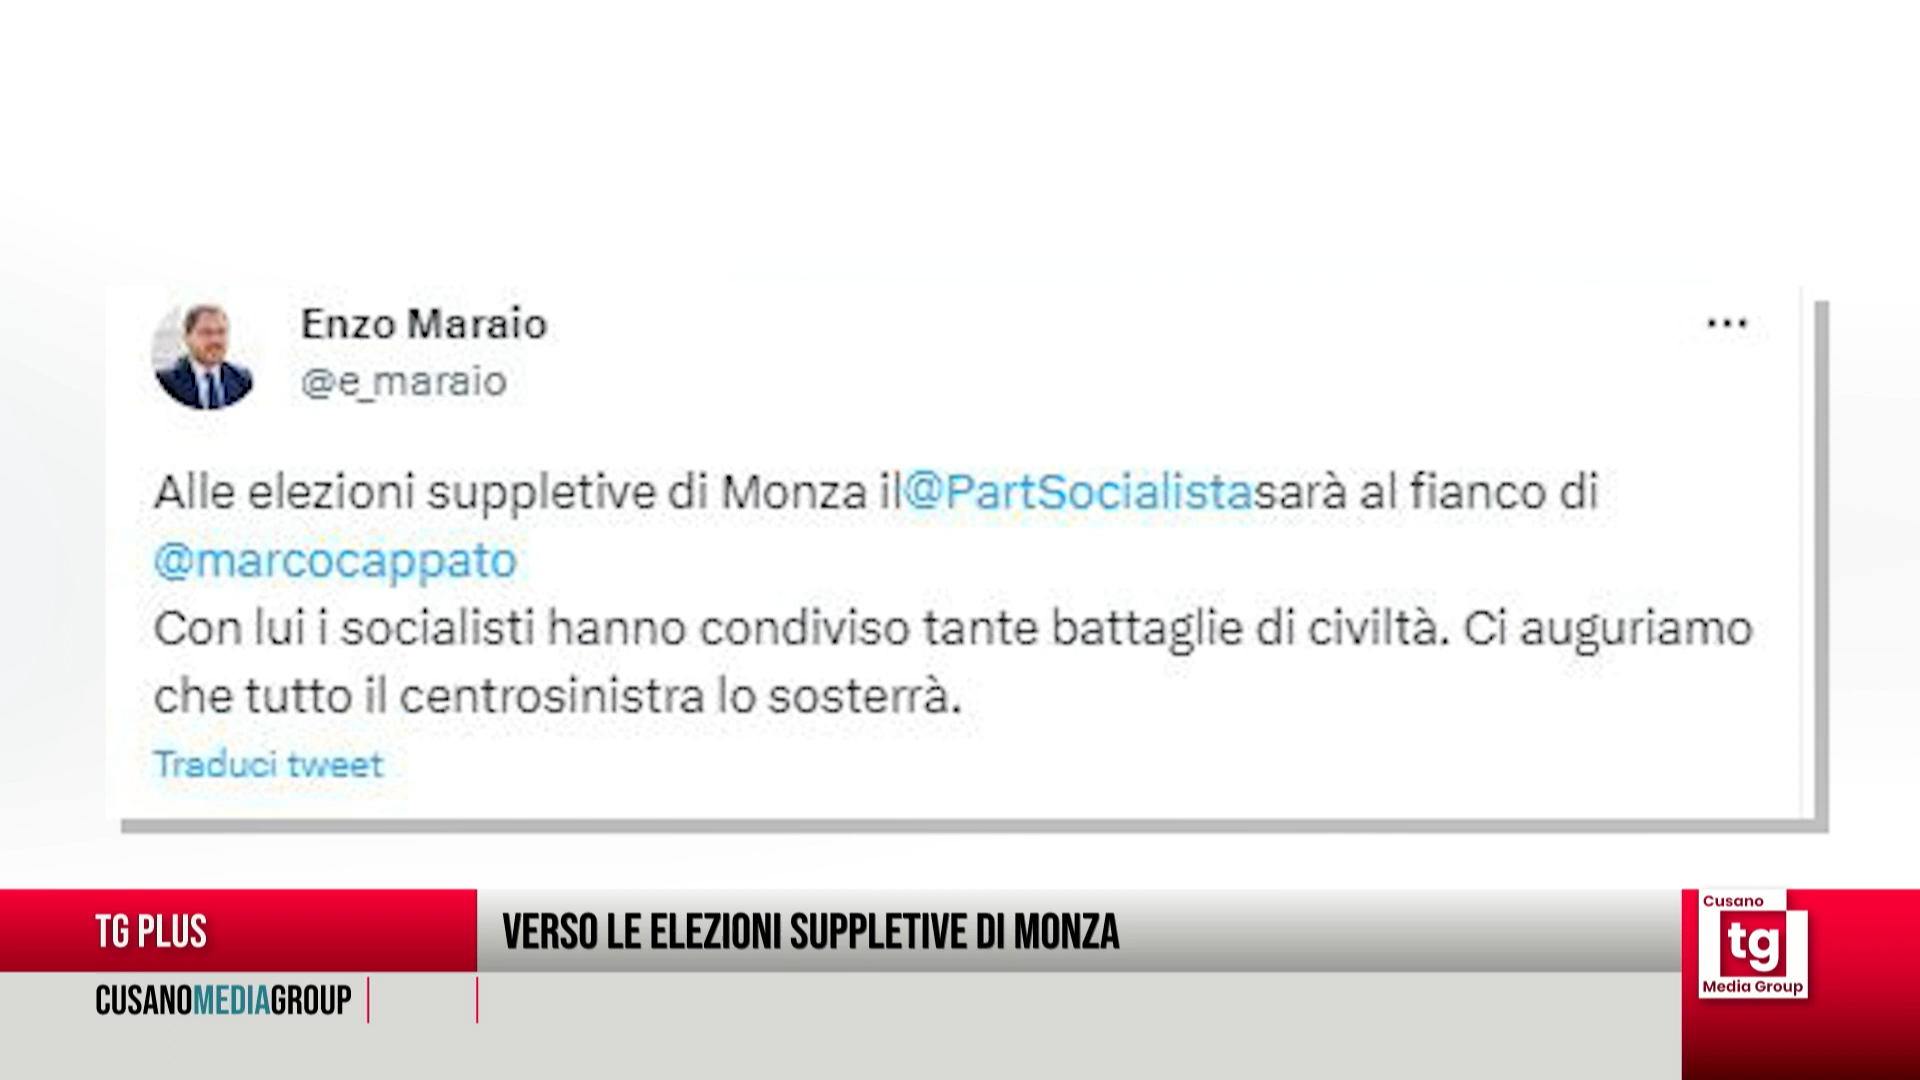 Enzo Maraio
...
@e_maraio
Alle elezioni suppletive di Monza il@PartSocialistasarà al fianco di
@marcocappato
Con lui i socialisti hanno condiviso tante battaglie di civiltà. Ci auguriamo
che tutto il centrosinistra lo sosterrà.
Traduci tweet
TG PLUS
VERSO LE ELEZIONI SUPPLETIVE DI MONZA
CUSANOMEDIAGROUP
Cusano
tg
Media Group